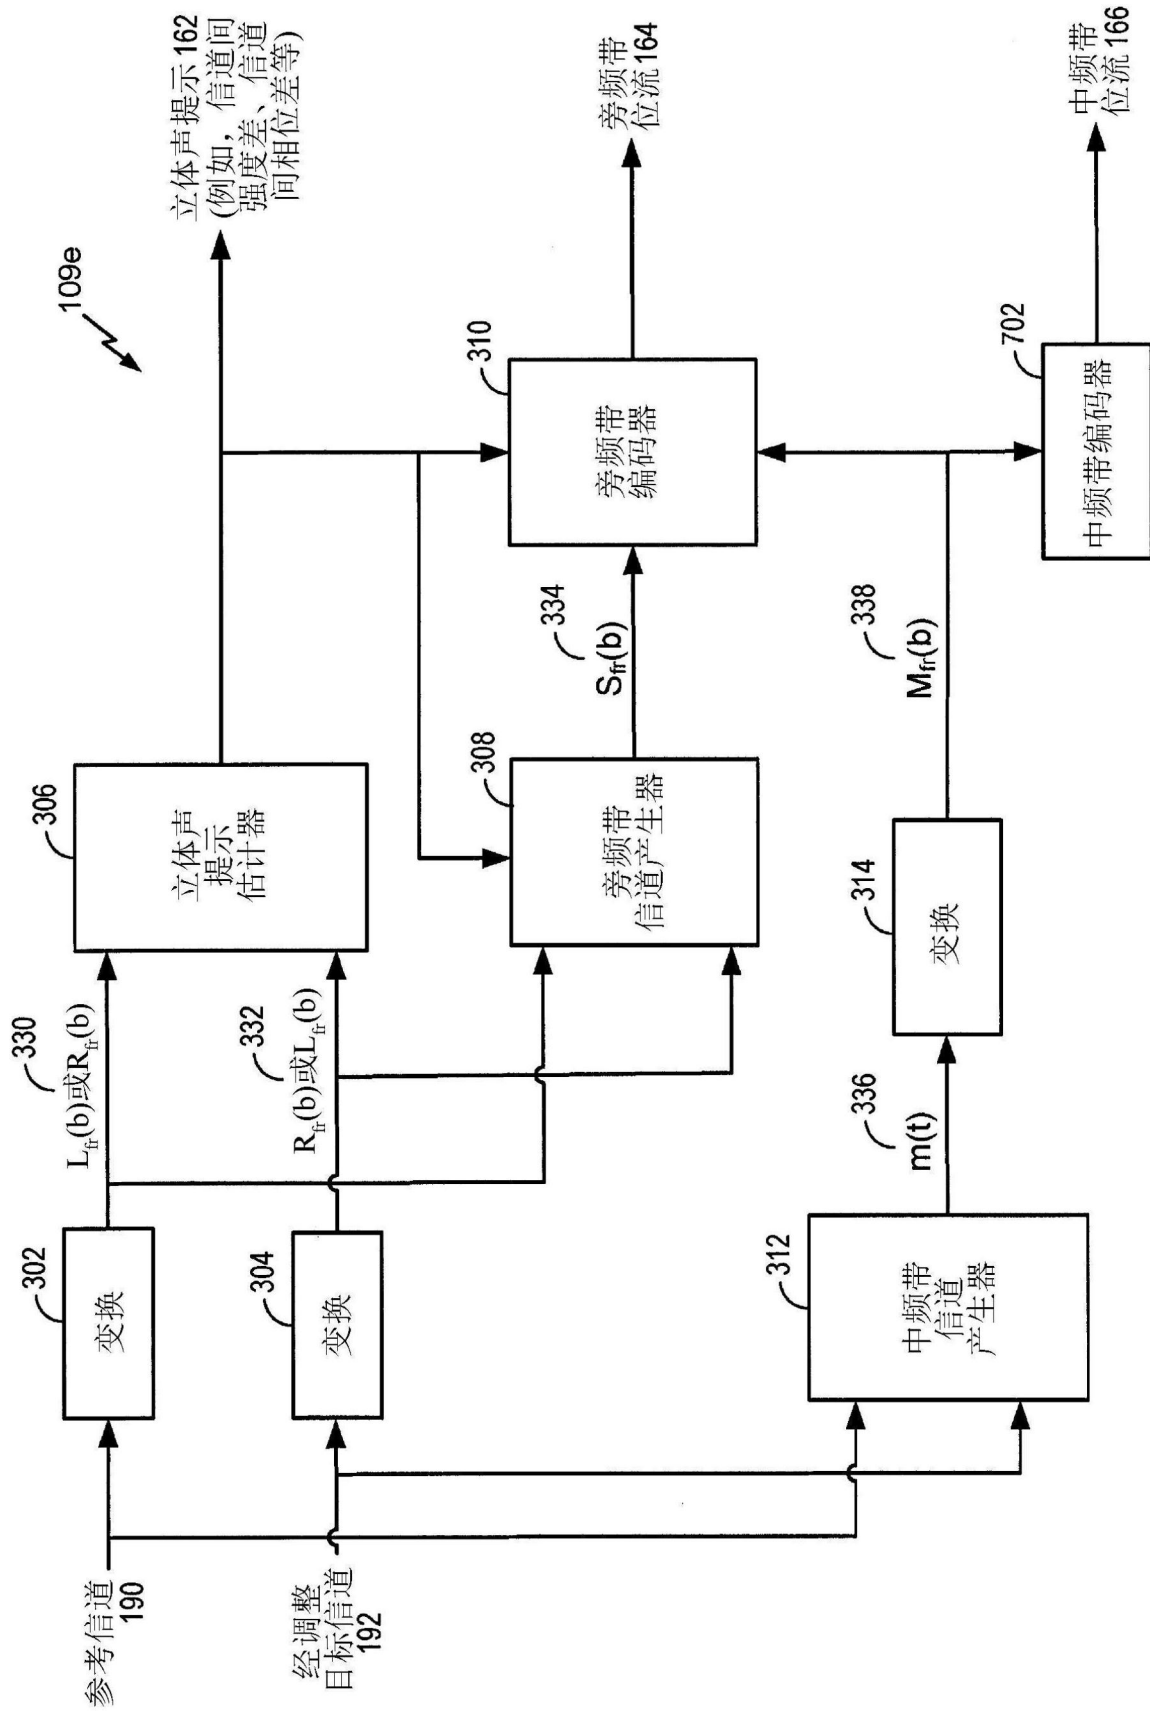 109e
参考信道
190
经调整
目标信道
192
302
变换
304
变换
330
Lfr(b)或Rfr(b)
332
Rfr(b)或Lfr(b)
306
立体声
提示
估计器
立体声提示162
(例如，信道间
强度差、信道
间相位差等)
308
旁频带
信道产生器
334
Sfr(b)
310
旁频带
编码器
旁频带
位流164
312
中频带
信道
产生器
336
m(t)
314
变换
338
Mfr(b)
702
中频带编码器
中频带
位流166